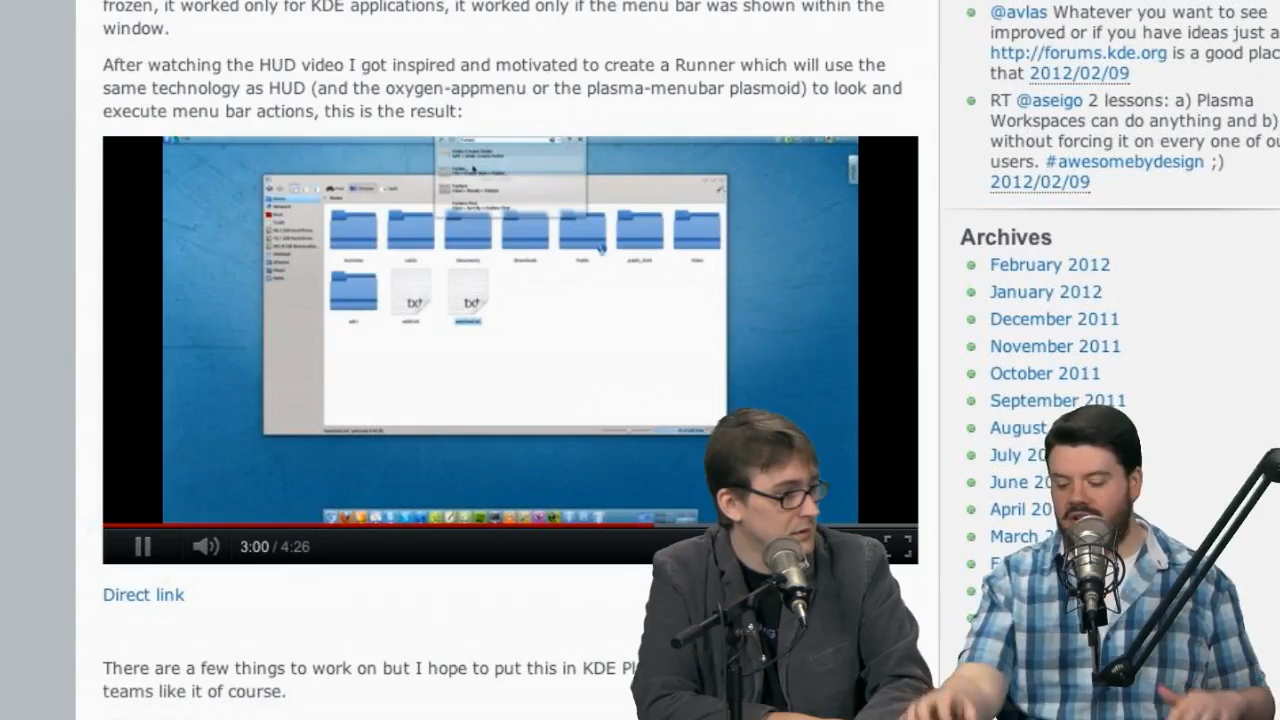 frozen, it worked only for KDE applications, it worked only if the menu bar was shown within the
window.
After watching the HUD video I got inspired and motivated to create a Runner which will use the
same technology as HUD (and the oxygen-appmenu or the plasma-menubar plasmoid) to look and
execute menu bar actions, this is the result:
txt
txt
3:00 / 4:26
Direct link
There are a few things to work on but I hope to put this in KDE
teams like it of course.
@avlas Whatever you want to see
improved or if you have ideas just a
http://forums.kde.org is a good
that 2012/02/09
RT @aseigo 2 lessons: a) Plasma
Workspaces can do anything and b)
without forcing it on every one of
users. #awesomebydesign ;)
2012/02/09
Archives
February 2012
January 2012
December 2011
November 2011
October 2011
September 2011
August
July
June
April
March